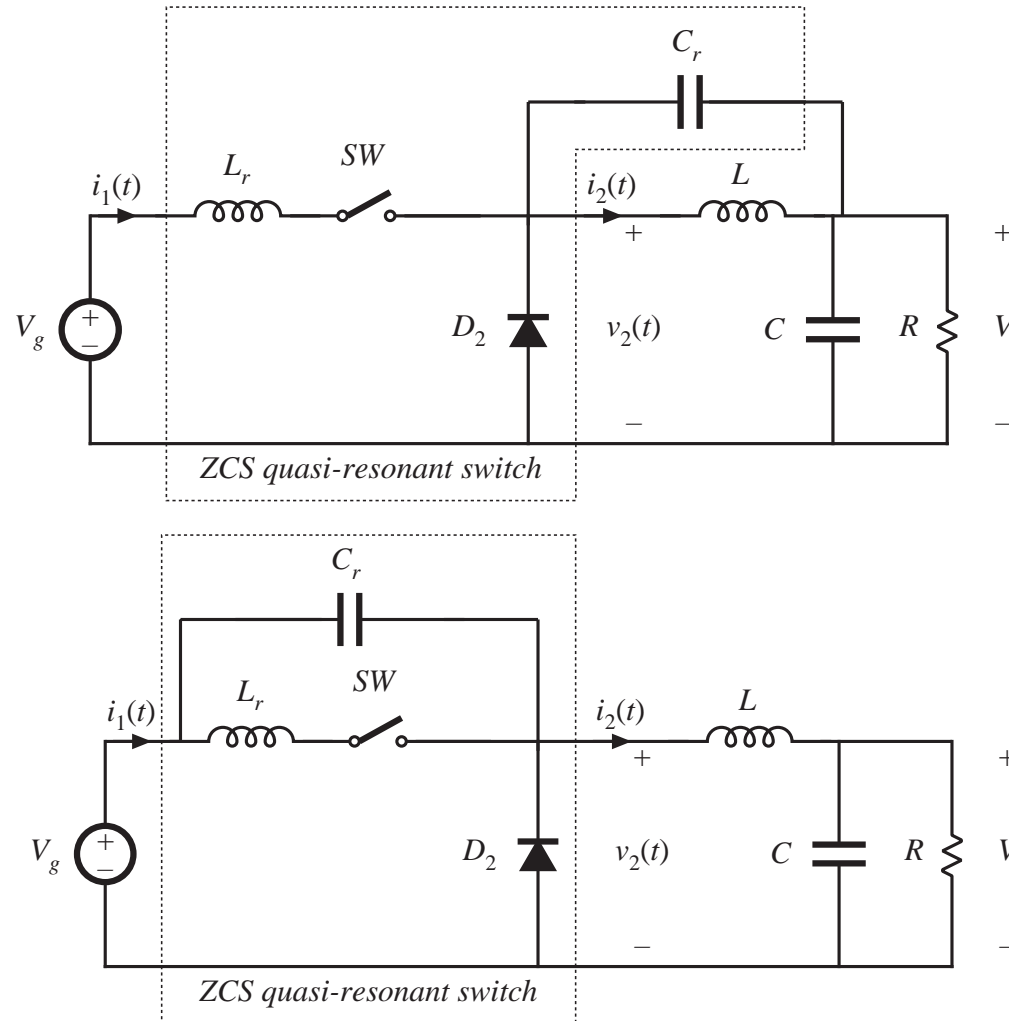 C_r
L_r
SW
L
i_1(t)
i_2(t)
+
+
V_g
+
−
D_2
v_2(t)
C
R
V
−
−
ZCS quasi-resonant switch
C_r
L_r
SW
L
i_1(t)
i_2(t)
+
+
V_g
+
−
D_2
v_2(t)
C
R
V
−
−
ZCS quasi-resonant switch